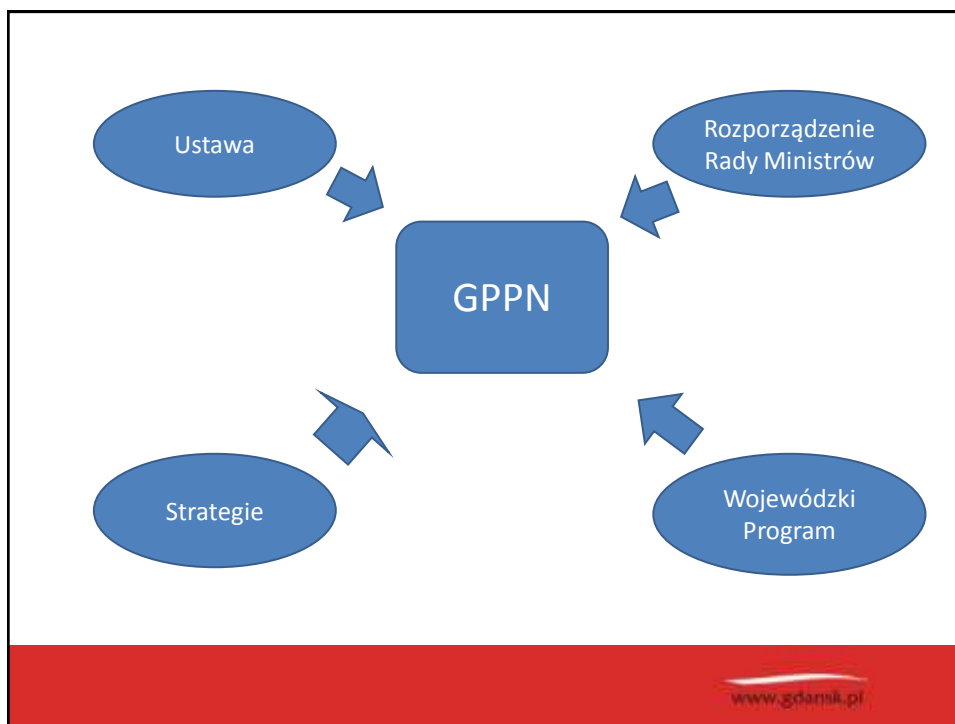 Ustawa
Rozporządzenie
Rady Ministrów
GPPN
Strategie
Wojewódzki
Program
www.gdansk.pl